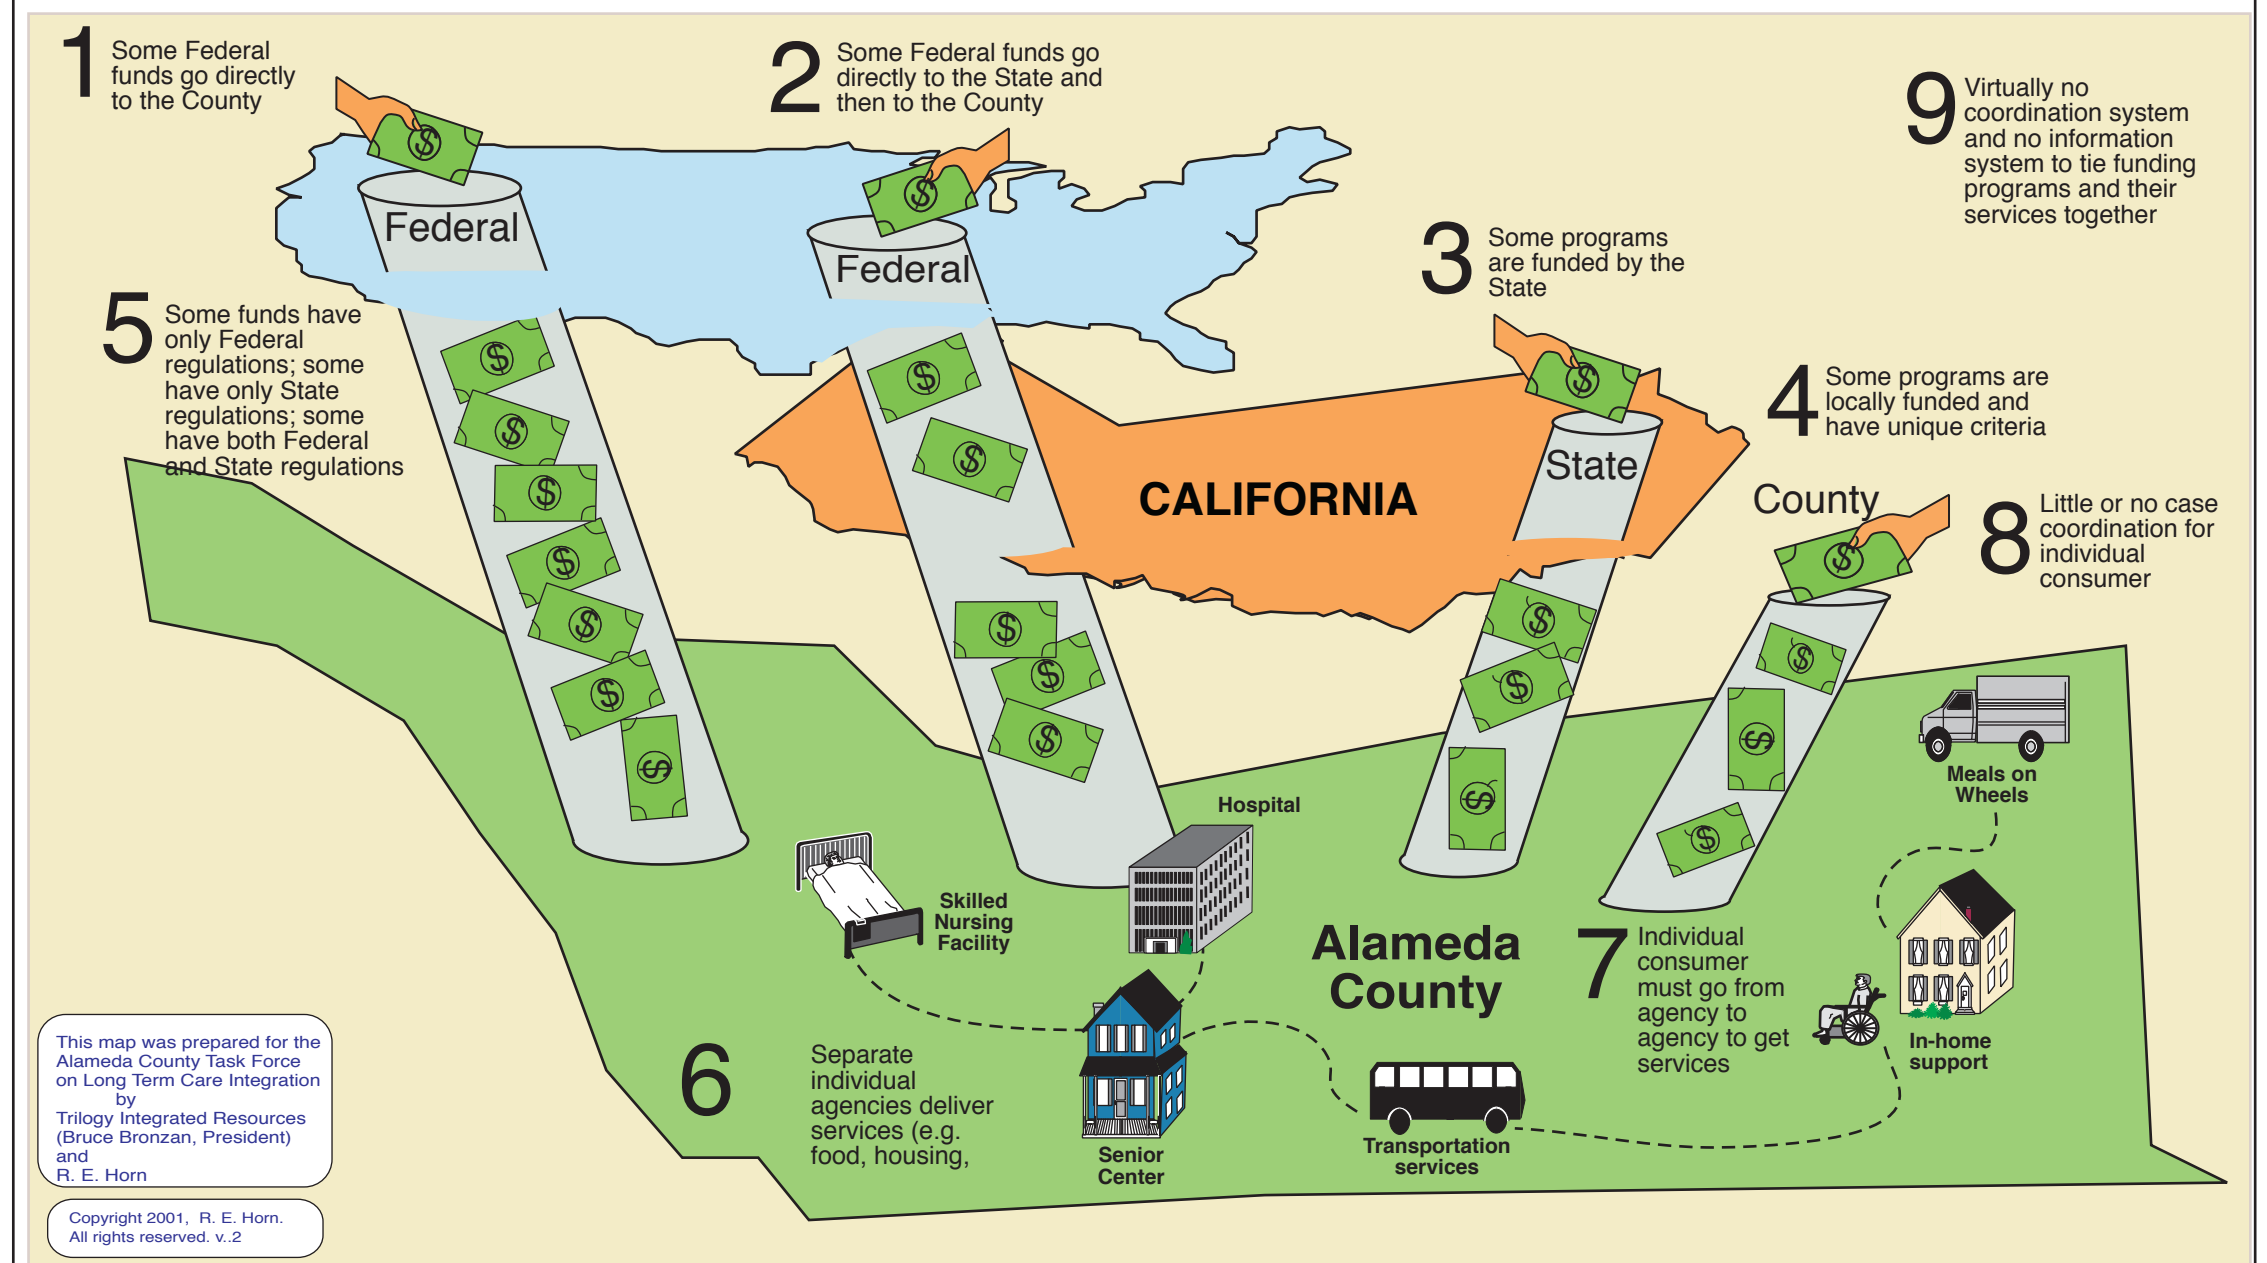 1
Some Federal
funds go directly
to the County
2
Some Federal funds go
directly to the State and
then to the County
9
Virtually no
coordination system
and no information
system to tie funding
programs and their
services together
Federal
Federal
3
Some programs
are funded by the
State
5
Some funds have
only Federal
regulations; some
have only State
regulations; some
have both Federal
and State regulations
4
Some programs are
locally funded and
have unique criteria
State
CALIFORNIA
County
8
Little or no case
coordination for
individual
consumer
Meals on
Wheels
Hospital
Skilled
Nursing
Facility
Alameda
County
7
Individual
consumer
must go from
agency to
agency to get
services
In-home
support
6
Separate
individual
agencies deliver
services (e.g.
food, housing,
Senior
Center
Transportation
services
This map was prepared for the
Alameda County Task Force
on Long Term Care Integration
by
Trilogy Integrated Resources
(Bruce Bronzan, President)
and
R. E. Horn
Copyright 2001,  R. E. Horn.
All rights reserved. v..2